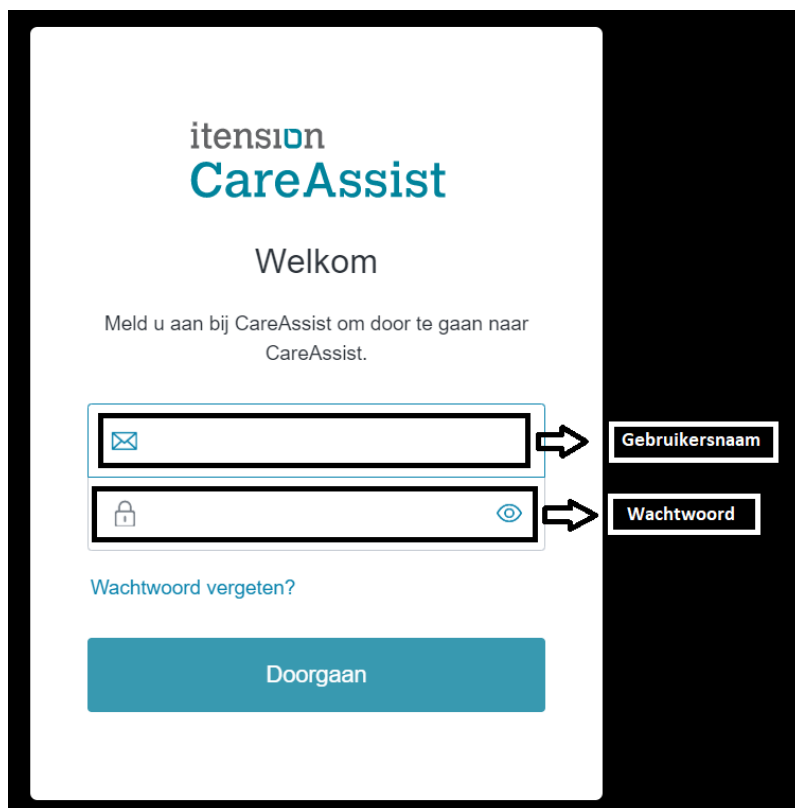 itension
CareAssist
Welkom
Meld u aan bij CareAssist om door te gaan naar
CareAssist.
Gebruikersnaam
Wachtwoord
Wachtwoord vergeten?
Doorgaan